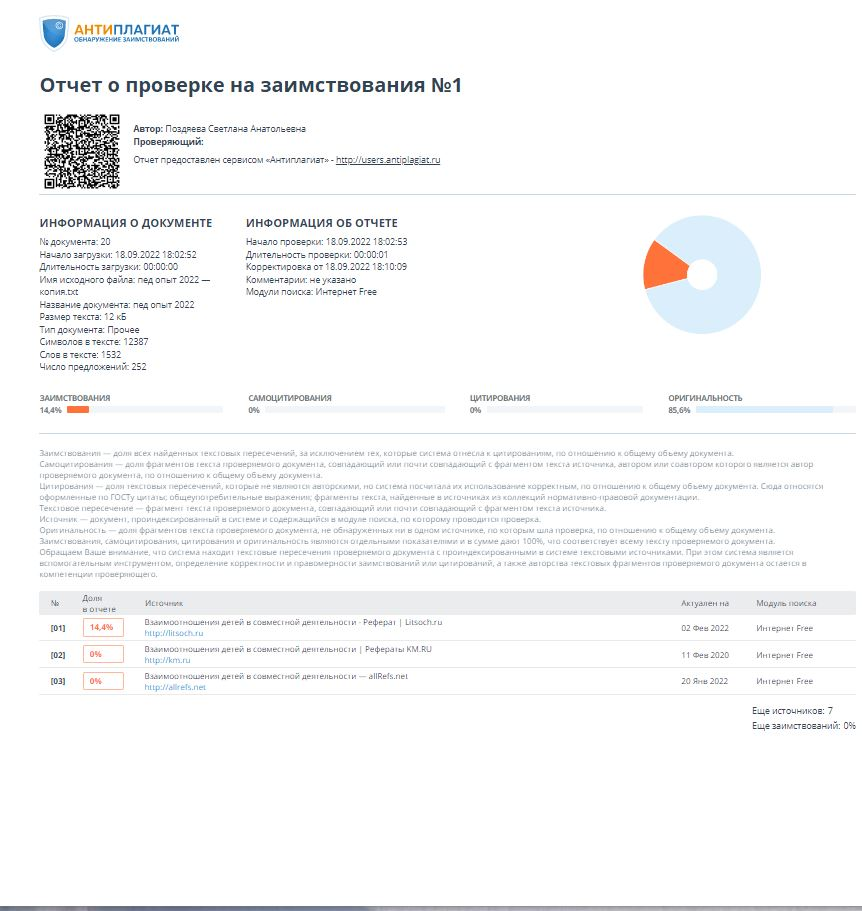 АНТИПЛАГИАТ
ОБНАРУЖЕНИЕ ЗАИМСТВОВАНИЙ
Отчет о проверке на заимствования №1
Автор: Поздяева Светлана Анатольевна
Проверяющий:
Отчет предоставлен сервисом «Антиплагиат» - http://users.antiplagiat.ru
ИНФОРМАЦИЯ О ДОКУМЕНТЕ
№ документа: 20
Начало загрузки: 18.09.2022 18:02:52
Длительность загрузки: 00:00:00
Имя исходного файла: пед опыт 2022 —
копия.txt
Название документа: пед опыт 2022
Размер текста: 12 кБ
Тип документа: Прочее
Символов в тексте: 12387
Слов в тексте: 1532
Число предложений: 252
ИНФОРМАЦИЯ ОБ ОТЧЕТЕ
Начало проверки: 18.09.2022 18:02:53
Длительность проверки: 00:00:01
Корректировка от 18.09.2022 18:10:09
Комментарии: не указано
Модули поиска: Интернет Free
ЗАИМСТВОВАНИЯ
14,4%
САМОЦИТИРОВАНИЯ
0%
ЦИТИРОВАНИЯ
0%
ОРИГИНАЛЬНОСТЬ
85,6%
Заимствования — доля всех найденных текстовых пересечений, за исключением тех, которые система отнесла к цитированиям, по отношению к общему объему документа.
Самоцитирования — доля фрагментов текста проверяемого документа, совпадающий или почти совпадающий с фрагментом текста источника, автором или соавтором которого является автор
проверяемого документа, по отношению к общему объему документа.
Цитирования — доля текстовых пересечений, которые не являются авторскими, но система посчитала их использование корректным, по отношению к общему объему документа. Сюда относятся
оформленные по ГОСТу цитаты; общеупотребительные выражения; фрагменты текста, найденные в источниках из коллекций нормативно-правовой документации.
Текстовое пересечение — фрагмент текста проверяемого документа, совпадающий или почти совпадающий с фрагментом текста источника.
Источник — документ, проиндексированный в системе и содержащийся в модуле поиска, по которому проводится проверка.
Оригинальность — доля фрагментов текста проверяемого документа, не обнаруженных ни в одном источнике, по которым шла проверка, по отношению к общему объему документа.
Заимствования, самоцитирования, цитирования и оригинальность являются отдельными показателями и в сумме дают 100%, что соответствует всему тексту проверяемого документа.
Обращаем Ваше внимание, что система находит текстовые пересечения проверяемого документа с проиндексированными в системе текстовыми источниками. При этом система является
вспомогательным инструментом, определение корректности и правомерности заимствований или цитирований, а также авторства текстовых фрагментов проверяемого документа остается в
компетенции проверяющего.
№ Доля в отчете Источник Актуален на Модуль поиска
[01] 14,4% Взаимоотношения детей в совместной деятельности - Реферат | Litsoch.ru 02 Фев 2022 Интернет Free
http://litsoch.ru
[02] 0% Взаимоотношения детей в совместной деятельности | Рефераты KM.RU 11 Фев 2020 Интернет Free
http://km.ru
[03] 0% Взаимоотношения детей в совместной деятельности — allRefs.net 20 Янв 2022 Интернет Free
http://allrefs.net
Еще источников: 7
Еще заимствований: 0%